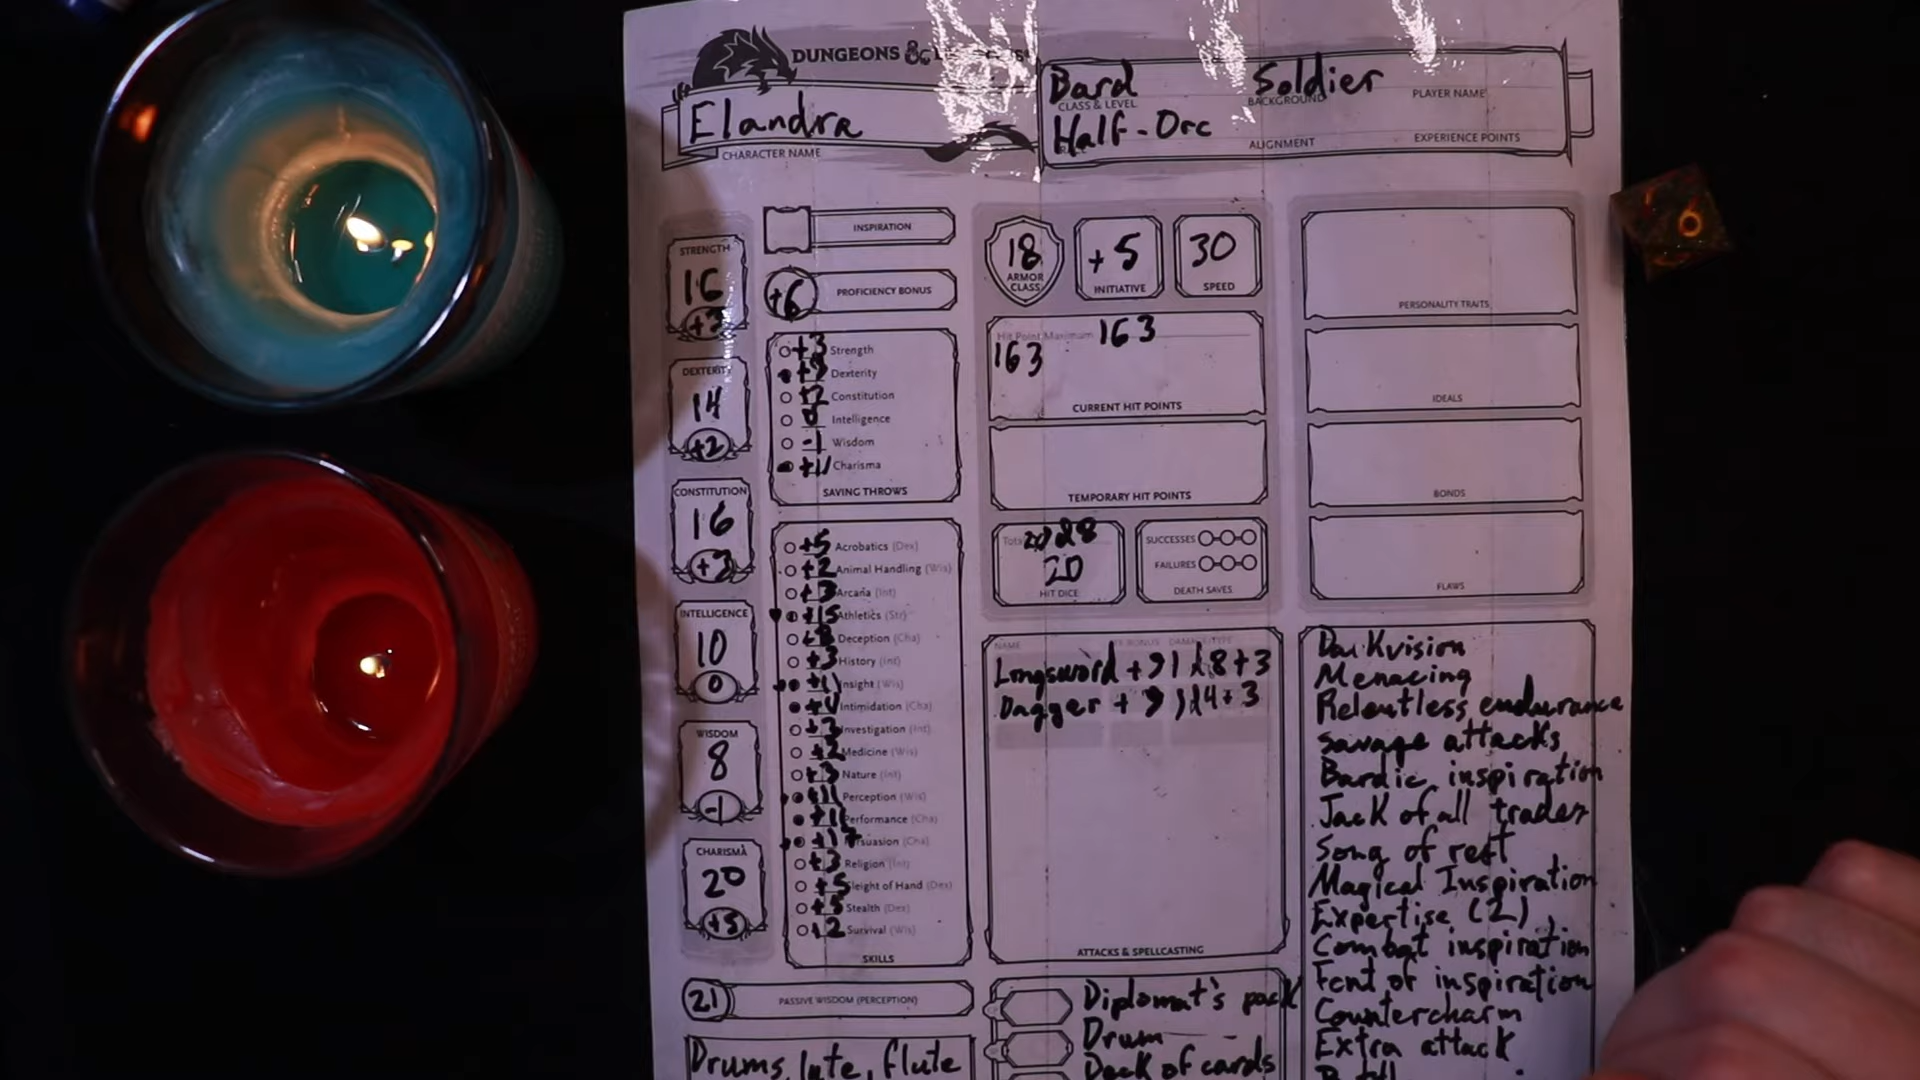 DUNGEONS &
Elandra
CHARACTER NAME
Bard Soldier
CLASS & LEVEL BACKGROUND PLAYER NAME
Half-Orc
ALIGNMENT EXPERIENCE POINTS
STRENGTH
16
+3
DEXTERITY
14
+2
CONSTITUTION
16
+3
INTELLIGENCE
10
0
WISDOM
8
-1
CHARISMA
20
+5
INSPIRATION
+6 PROFICIENCY BONUS
+3 Strength
Dexterity
+2 Constitution
0 Intelligence
-1 Wisdom
+11 Charisma
SAVING THROWS
+5 Acrobatics (Dex)
+2 Animal Handling (Wis)
+3 Arcana (Int)
+15 Athletics (Str)
+8 Deception (Cha)
+3 History (Int)
+11 Insight (Wis)
Intimidation (Cha)
+3 Investigation (Int)
+2 Medicine (Wis)
+3 Nature (Int)
+11 Perception (Wis)
+11 Performance (Cha)
+17 Persuasion (Cha)
+3 Religion (Int)
+5 Sleight of Hand (Dex)
+5 Stealth (Dex)
+2 Survival (Wis)
SKILLS
21 PASSIVE WISDOM (PERCEPTION)
Drums, lute, flute
18
ARMOR
CLASS
+5
INITIATIVE
30
SPEED
Hit Point Maximum 163
163
CURRENT HIT POINTS
TEMPORARY HIT POINTS
20
HIT DICE
SUCCESSES
FAILURES
DEATH SAVES
NAME
Longsword +9 1d8+3
Dagger +9 1d4+3
ATTACKS & SPELLCASTING
Diplomat's pack
Drum
Deck of cards
PERSONALITY TRAITS
IDEALS
BONDS
FLAWS
Darkvision
Menacing
Relentless endurance
savage attacks
Bardic inspiration
Jack of all trades
Song of rest
Magical Inspiration
Expertise (2)
Combat inspiration
Font of inspiration
Countercharm
Extra attack